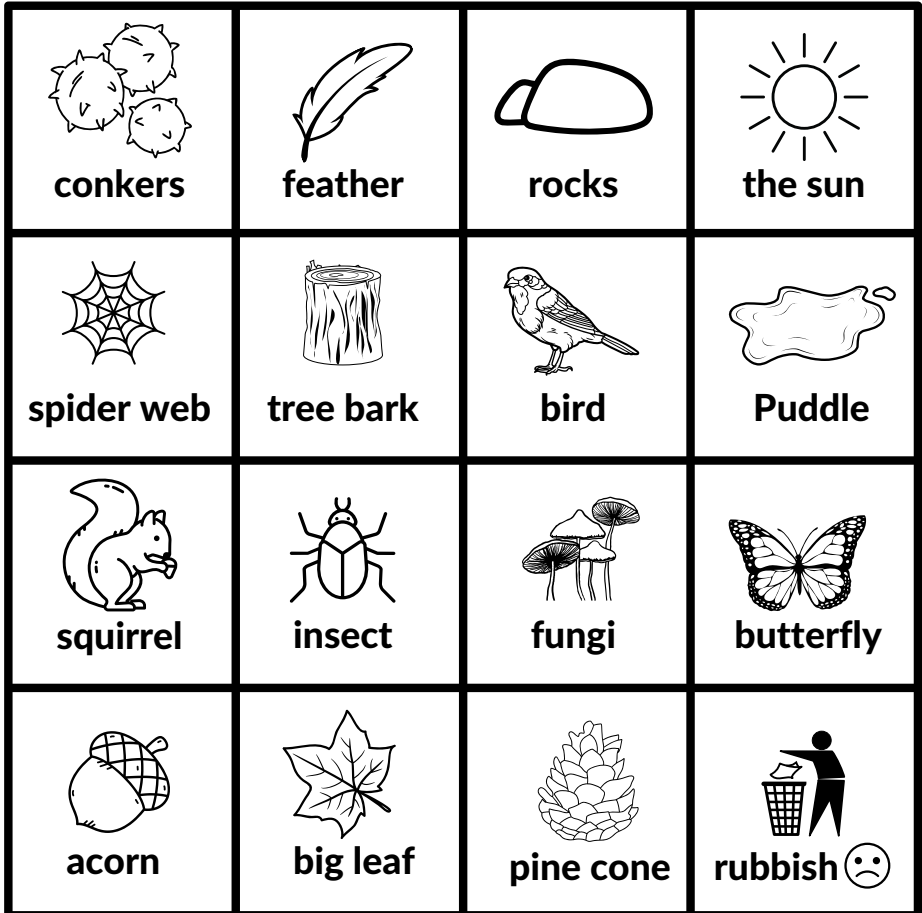 conkers
feather
rocks
the sun
spider web
tree bark
bird
Puddle
squirrel
insect
fungi
butterfly
acorn
big leaf
pine cone
rubbish